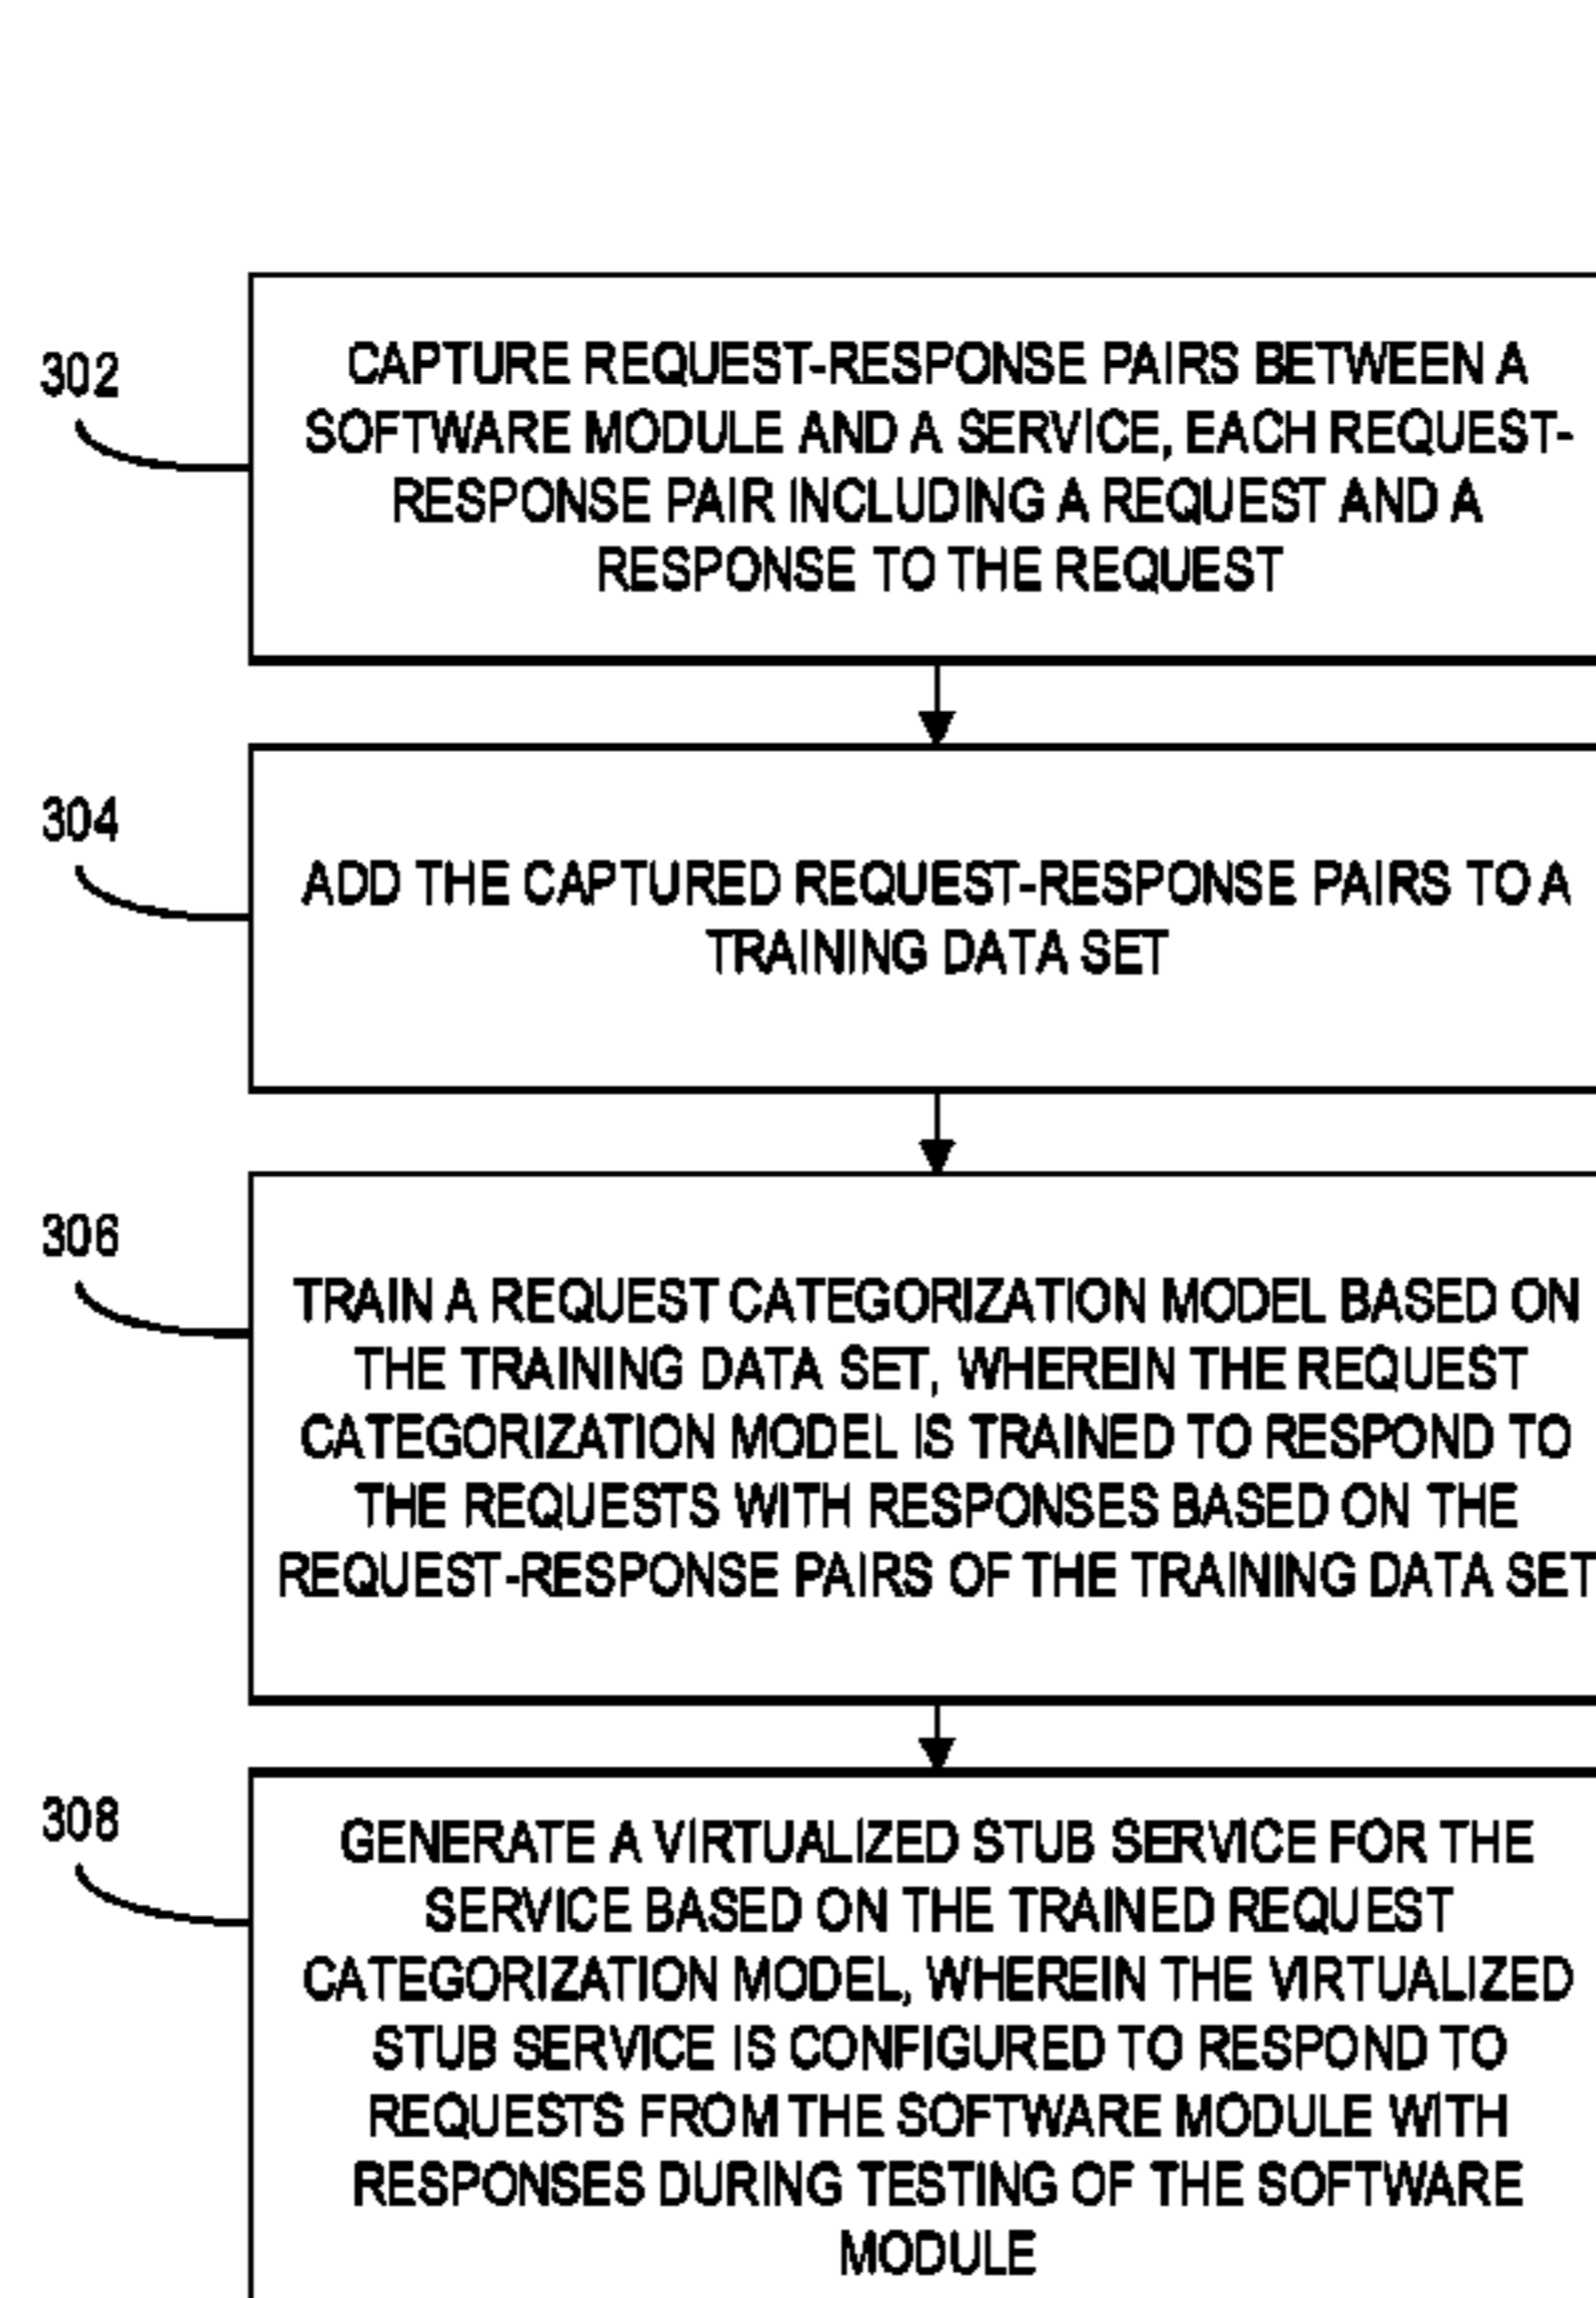 302
CAPTURE REQUEST-RESPONSE PAIRS BETWEEN A
SOFTWARE MODULE AND A SERVICE, EACH REQUEST-
RESPONSE PAIR INCLUDING A REQUEST AND A
RESPONSE TO THE REQUEST
304
ADD THE CAPTURED REQUEST-RESPONSE PAIRS TO A
TRAINING DATA SET
306
TRAIN A REQUEST CATEGORIZATION MODEL BASED ON
THE TRAINING DATA SET, WHEREIN THE REQUEST
CATEGORIZATION MODEL IS TRAINED TO RESPOND TO
THE REQUESTS WITH RESPONSES BASED ON THE
REQUEST-RESPONSE PAIRS OF THE TRAINING DATA SET
308
GENERATE A VIRTUALIZED STUB SERVICE FOR THE
SERVICE BASED ON THE TRAINED REQUEST
CATEGORIZATION MODEL, WHEREIN THE VIRTUALIZED
STUB SERVICE IS CONFIGURED TO RESPOND TO
REQUESTS FROM THE SOFTWARE MODULE WITH
RESPONSES DURING TESTING OF THE SOFTWARE
MODULE